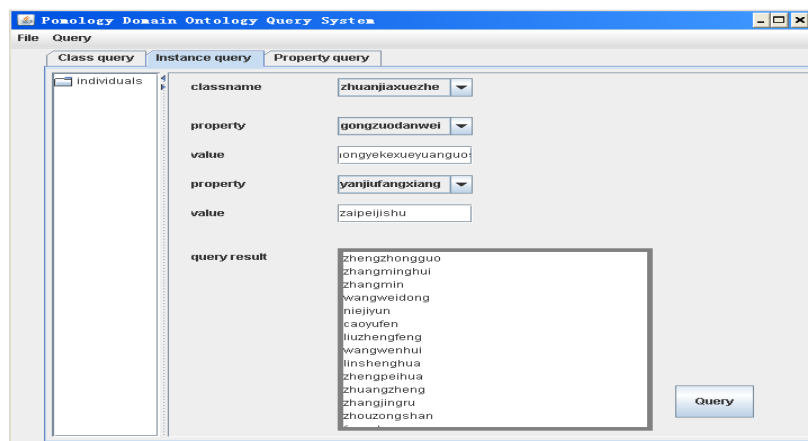 Pomology Domain Ontology Query System
File Query
Class query Instance query Property query
individuals
classname zhuanjiaxuezhe
property gongzuodanwei
value iongyekexueyuanguo
property yanjiufangxiang
value zaipeijishu
query result
zhengzhongguo
zhangminghui
zhangmin
wangweidong
niejiyun
caoyufen
liuzhengfeng
wangwenhui
linshenghua
zhengpeihua
zhuangzheng
zhangjingru
zhouzongshan
Query